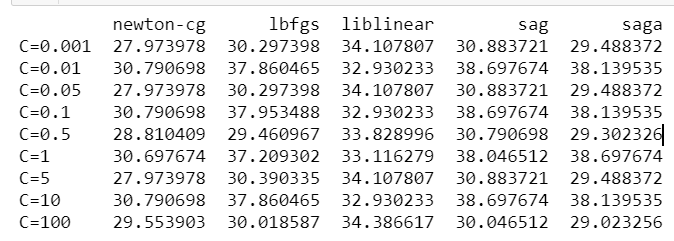 newton-cg lbfgs liblinear sag saga
C=0.001 27.973978 30.297398 34.107807 30.883721 29.488372
C=0.01 30.790698 37.860465 32.930233 38.697674 38.139535
C=0.05 27.973978 30.297398 34.107807 30.883721 29.488372
C=0.1 30.790698 37.953488 32.930233 38.697674 38.139535
C=0.5 28.810409 29.460967 33.828996 30.790698 29.302326
C=1 30.697674 37.209302 33.116279 38.046512 38.697674
C=5 27.973978 30.390335 34.107807 30.883721 29.488372
C=10 30.790698 37.860465 32.930233 38.697674 38.139535
C=100 29.553903 30.018587 34.386617 30.046512 29.023256